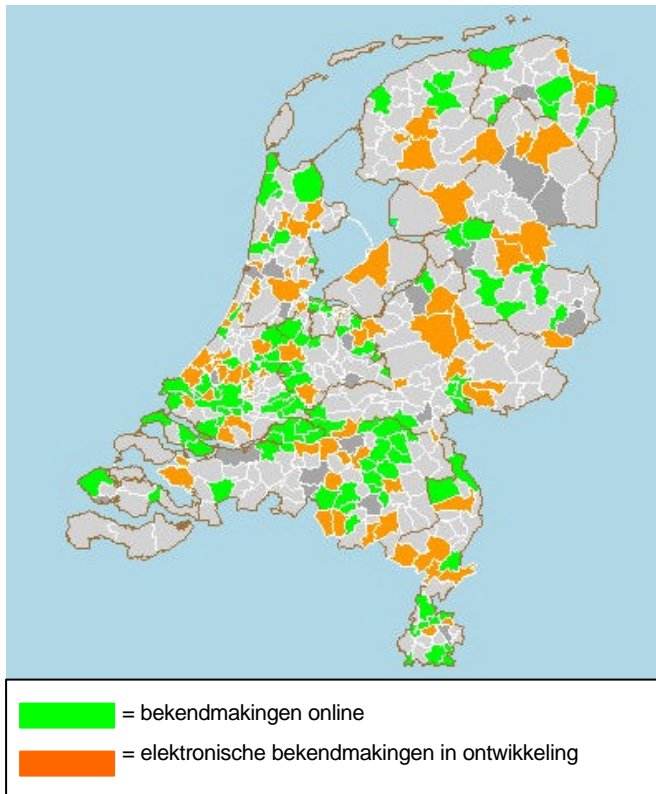 = bekendmakingen online
= elektronische bekendmakingen in ontwikkeling